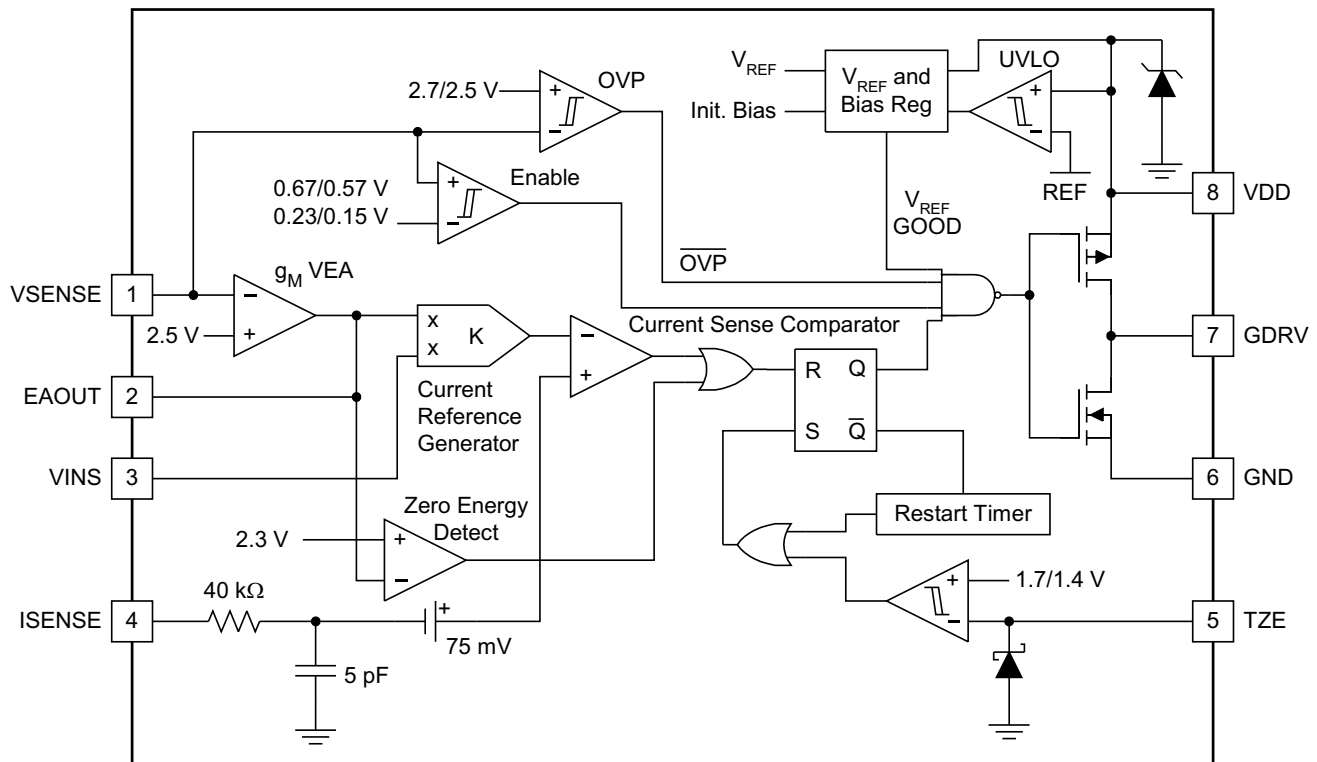 OVP
2.7/2.5 V
+
−
V_REF
Init. Bias
V_REF and
Bias Reg
UVLO
+
−
REF
Enable
0.67/0.57 V
0.23/0.15 V
+
−
V_REF
GOOD
8 VDD
O̅V̅P̅
g_M VEA
VSENSE 1
−
2.5 V
+
x
x
K
Current
Reference
Generator
−
+
Current Sense Comparator
R Q
S Q̅
7 GDRV
EAOUT 2
VINS 3
6 GND
Restart Timer
Zero Energy
Detect
2.3 V
+
−
+
1.7/1.4 V
−
40 kΩ
ISENSE 4
+
75 mV
5 pF
5 TZE